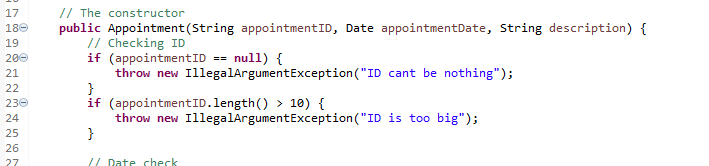 17 // The constructor
18 public Appointment(String appointmentID, Date appointmentDate, String description) {
19 // Checking ID
20 if (appointmentID == null) {
21 throw new IllegalArgumentException("ID cant be nothing");
22 }
23 if (appointmentID.length() > 10) {
24 throw new IllegalArgumentException("ID is too big");
25 }
26
27 // Date check